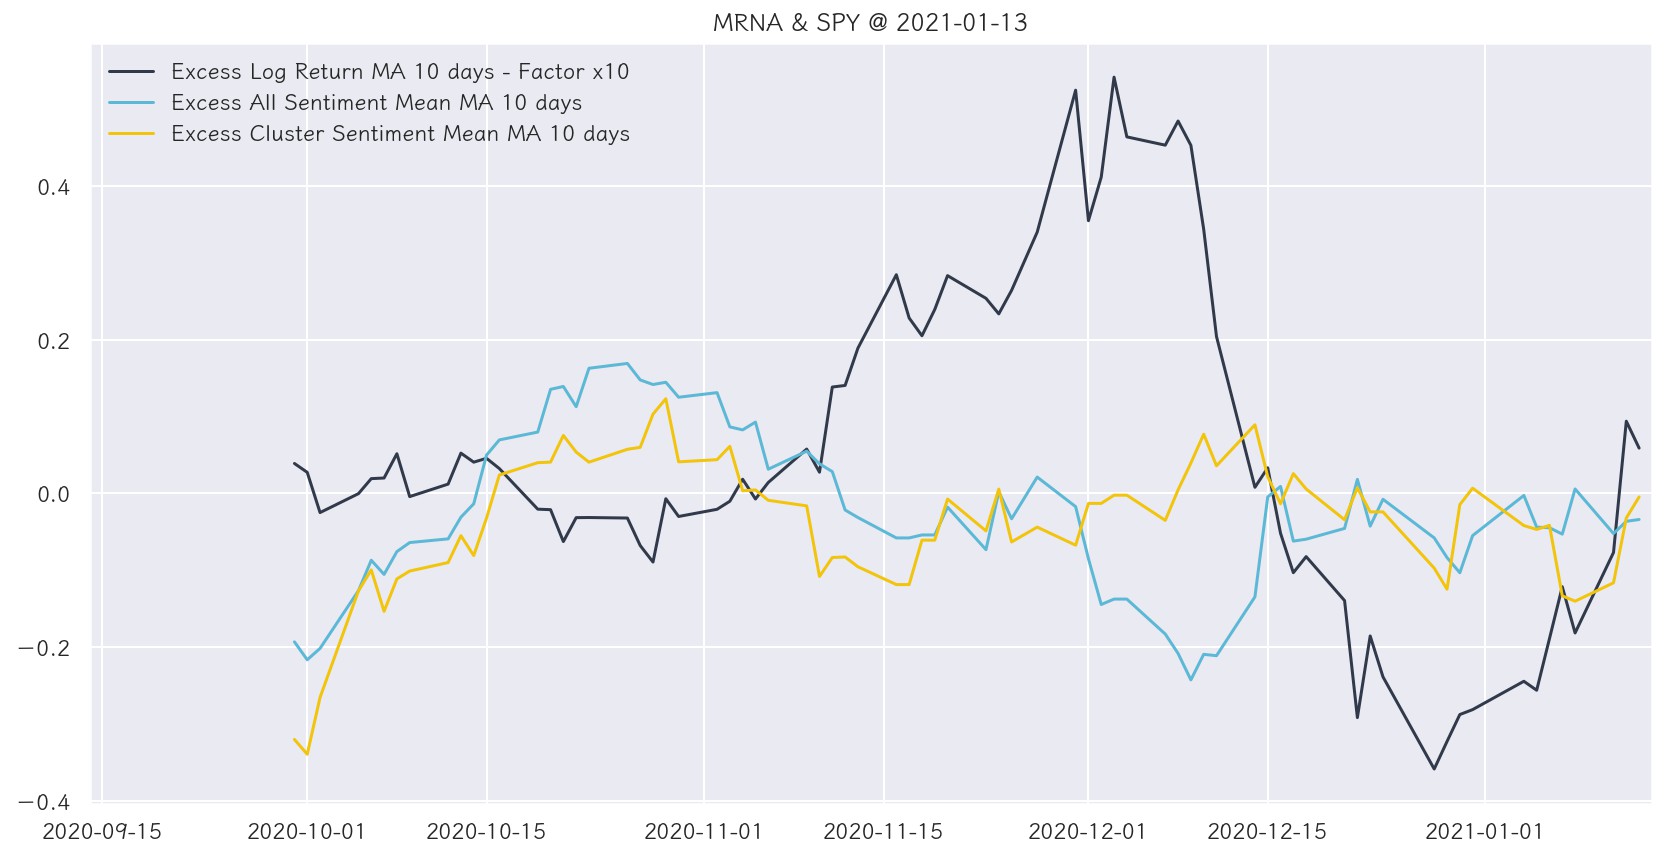 MRNA & SPY @ 2021-01-13
Excess Log Return MA 10 days - Factor x10
Excess All Sentiment Mean MA 10 days
Excess Cluster Sentiment Mean MA 10 days
0.4
0.2
0.0
−0.2
−0.4
2020-09-15 2020-10-01 2020-10-15 2020-11-01 2020-11-15 2020-12-01 2020-12-15 2021-01-01